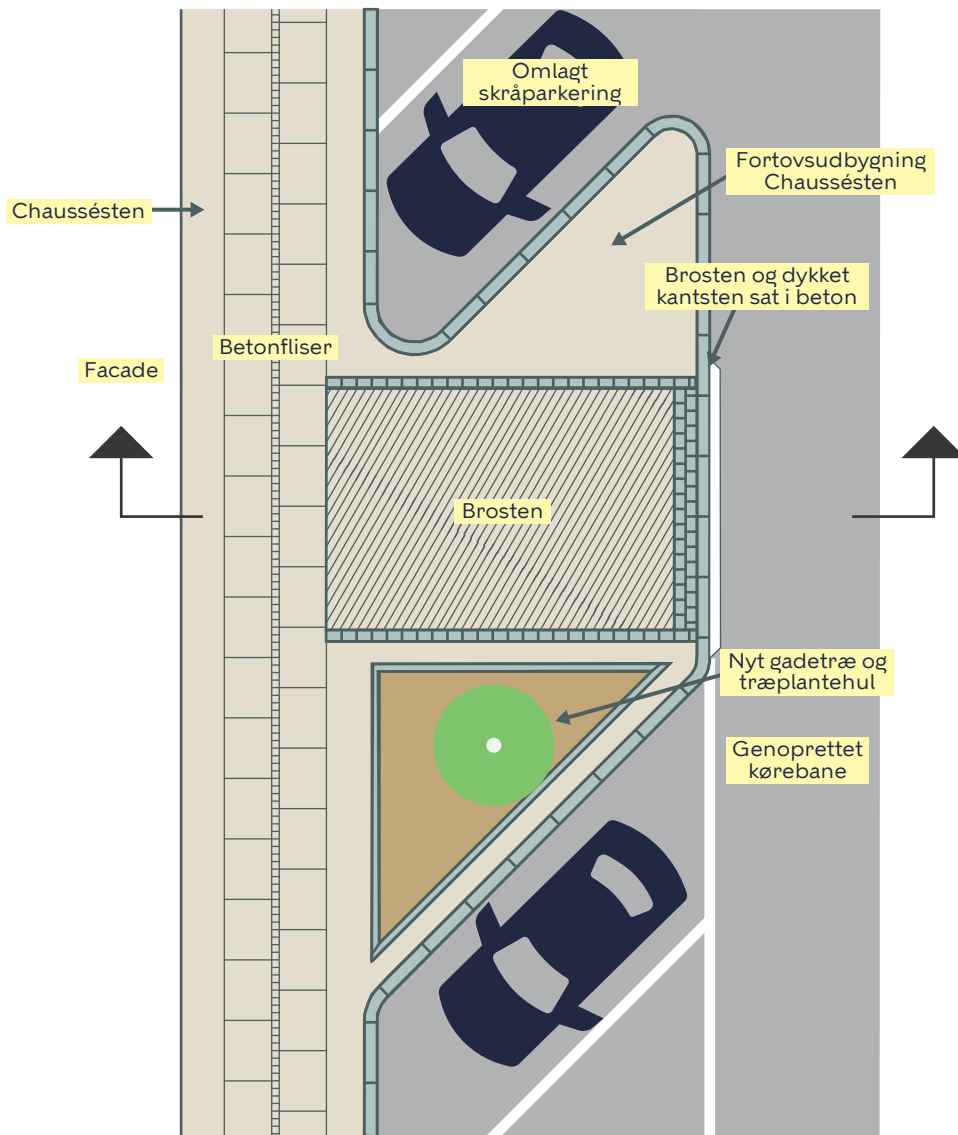 Omlagt
skråparkering
Fortovsudbygning
Chaussésten
Chaussésten
Brosten og dykket
kantsten sat i beton
Betonfliser
Facade
Brosten
Nyt gadetræ og
træplantehul
Genoprettet
kørebane